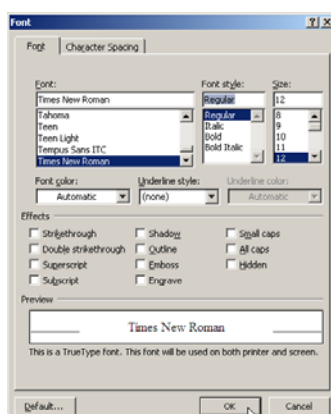 Font
Font Character Spacing
Font: Font style: Size:
Times New Roman Regular 12
Tahoma Regular 8
Teen Italic 9
Teen Light Bold 10
Tempus Sans ITC Bold Italic 11
Times New Roman 12
Font color: Underline style: Underline color:
Automatic (none) Automatic
Effects
Strikethrough Shadow Small caps
Double strikethrough Outline All caps
Superscript Emboss Hidden
Subscript Engrave
Preview
Times New Roman
This is a TrueType font. This font will be used on both printer and screen.
Default... OK Cancel